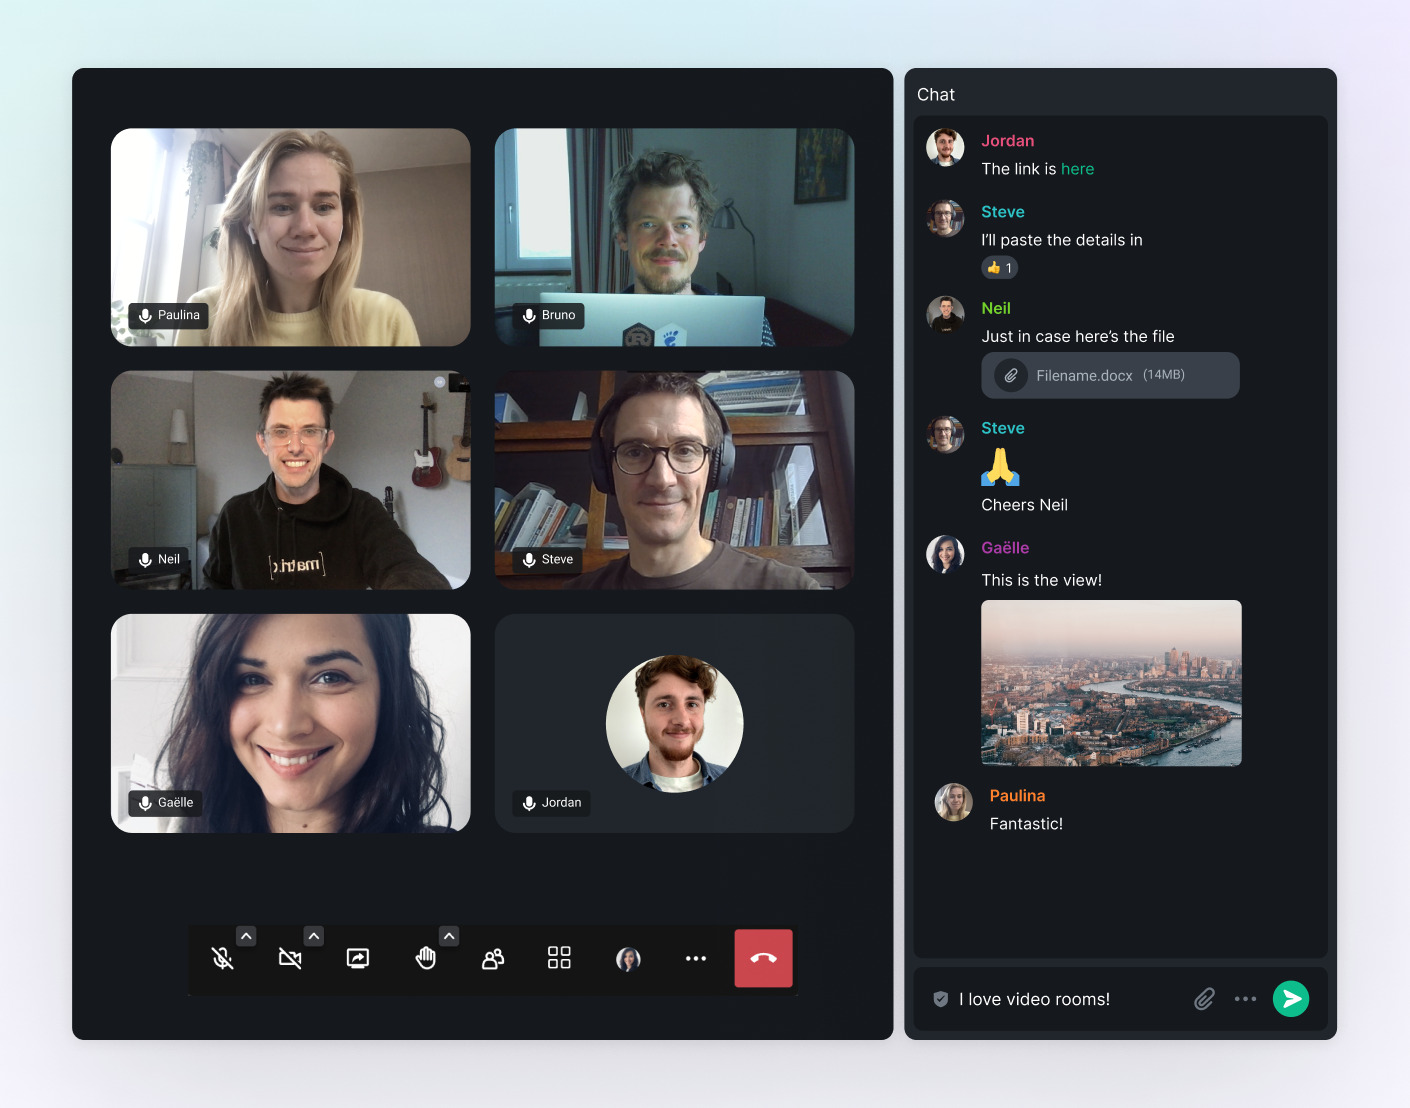 Paulina
Bruno
Neil
matrix
Steve
Gaëlle
Jordan
Chat
Jordan
The link is here
Steve
I'll paste the details in
👍 1
Neil
Just in case here's the file
Filename.docx (14MB)
Steve
🙏
Cheers Neil
Gaëlle
This is the view!
Paulina
Fantastic!
I love video rooms!